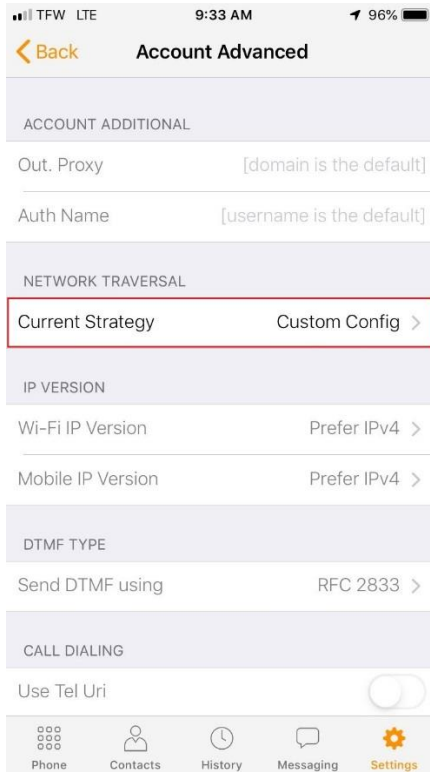 TFW LTE 9:33 AM 96%
Back Account Advanced
ACCOUNT ADDITIONAL
Out. Proxy [domain is the default]
Auth Name [username is the default]
NETWORK TRAVERSAL
Current Strategy Custom Config
IP VERSION
Wi-Fi IP Version Prefer IPv4
Mobile IP Version Prefer IPv4
DTMF TYPE
Send DTMF using RFC 2833
CALL DIALING
Use Tel Uri
Phone Contacts History Messaging Settings